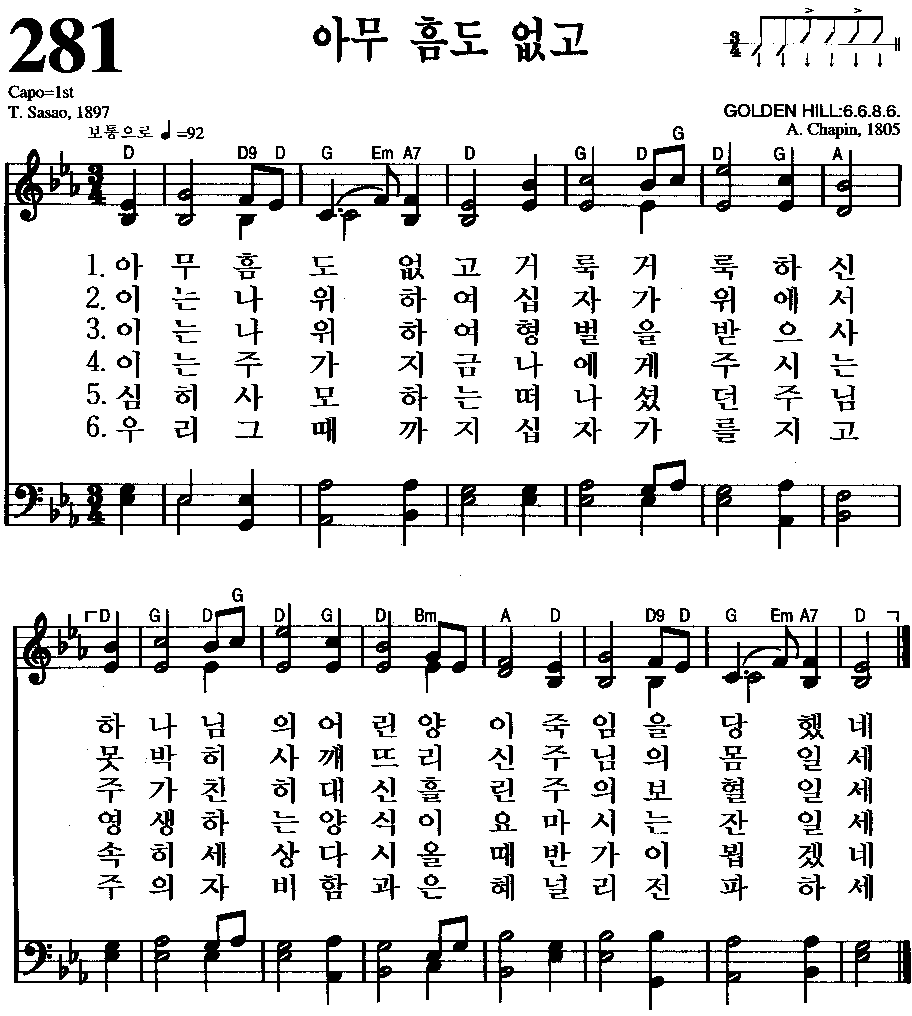 281
아무 흠도 없고
3/4
Capo=1st
T. Sasao, 1897
GOLDEN HILL:6.6.8.6.
A. Chapin, 1805
보통으로 ♩=92
D D9 D G Em A7 D G D G D G A
1. 아 무 흠 도 없 고 거 룩 거 룩 하 신
2. 이 는 나 위 하 여 십 자 가 위 에 서
3. 이 는 나 위 하 여 형 벌 을 받 으 사
4. 이 는 주 가 지 금 나 에 게 주 시 는
5. 심 히 사 모 하 는 떠 나 셨 던 주 님
6. 우 리 그 때 까 지 십 자 가 를 지 고
D G D G D G D Bm A D D9 D G Em A7 D
하 나 님 의 어 린 양 이 죽 임 을 당 했 네
못 박 히 사 깨 뜨 리 신 주 님 의 몸 일 세
주 가 친 히 대 신 흘 린 주 의 보 혈 일 세
영 생 하 는 양 식 이 요 마 시 는 잔 일 세
속 히 세 상 다 시 올 때 반 가 이 뵙 겠 네
주 의 자 비 함 과 은 혜 널 리 전 파 하 세